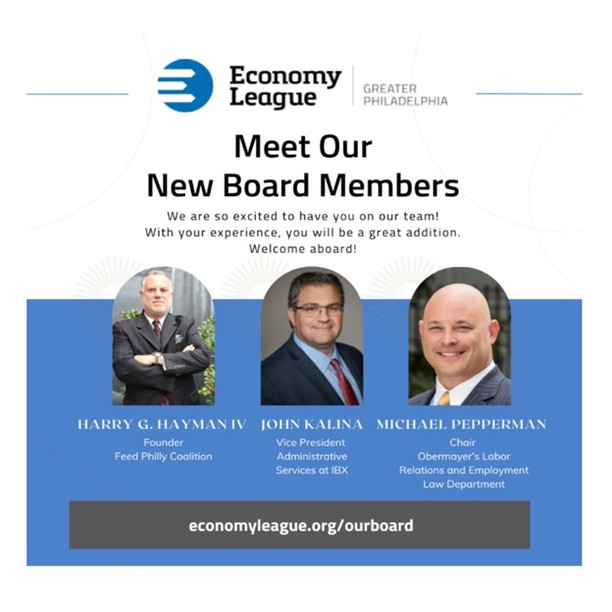 Economy
League
GREATER
PHILADELPHIA
Meet Our
New Board Members
We are so excited to have you on our team!
With your experience, you will be a great addition.
Welcome aboard!
HARRY G. HAYMAN IV
Founder
Feed Philly Coalition
JOHN KALINA
Vice President
Administrative
Services at IBX
MICHAEL PEPPERMAN
Chair
Obermayer's Labor
Relations and Employment
Law Department
economyleague.org/ourboard